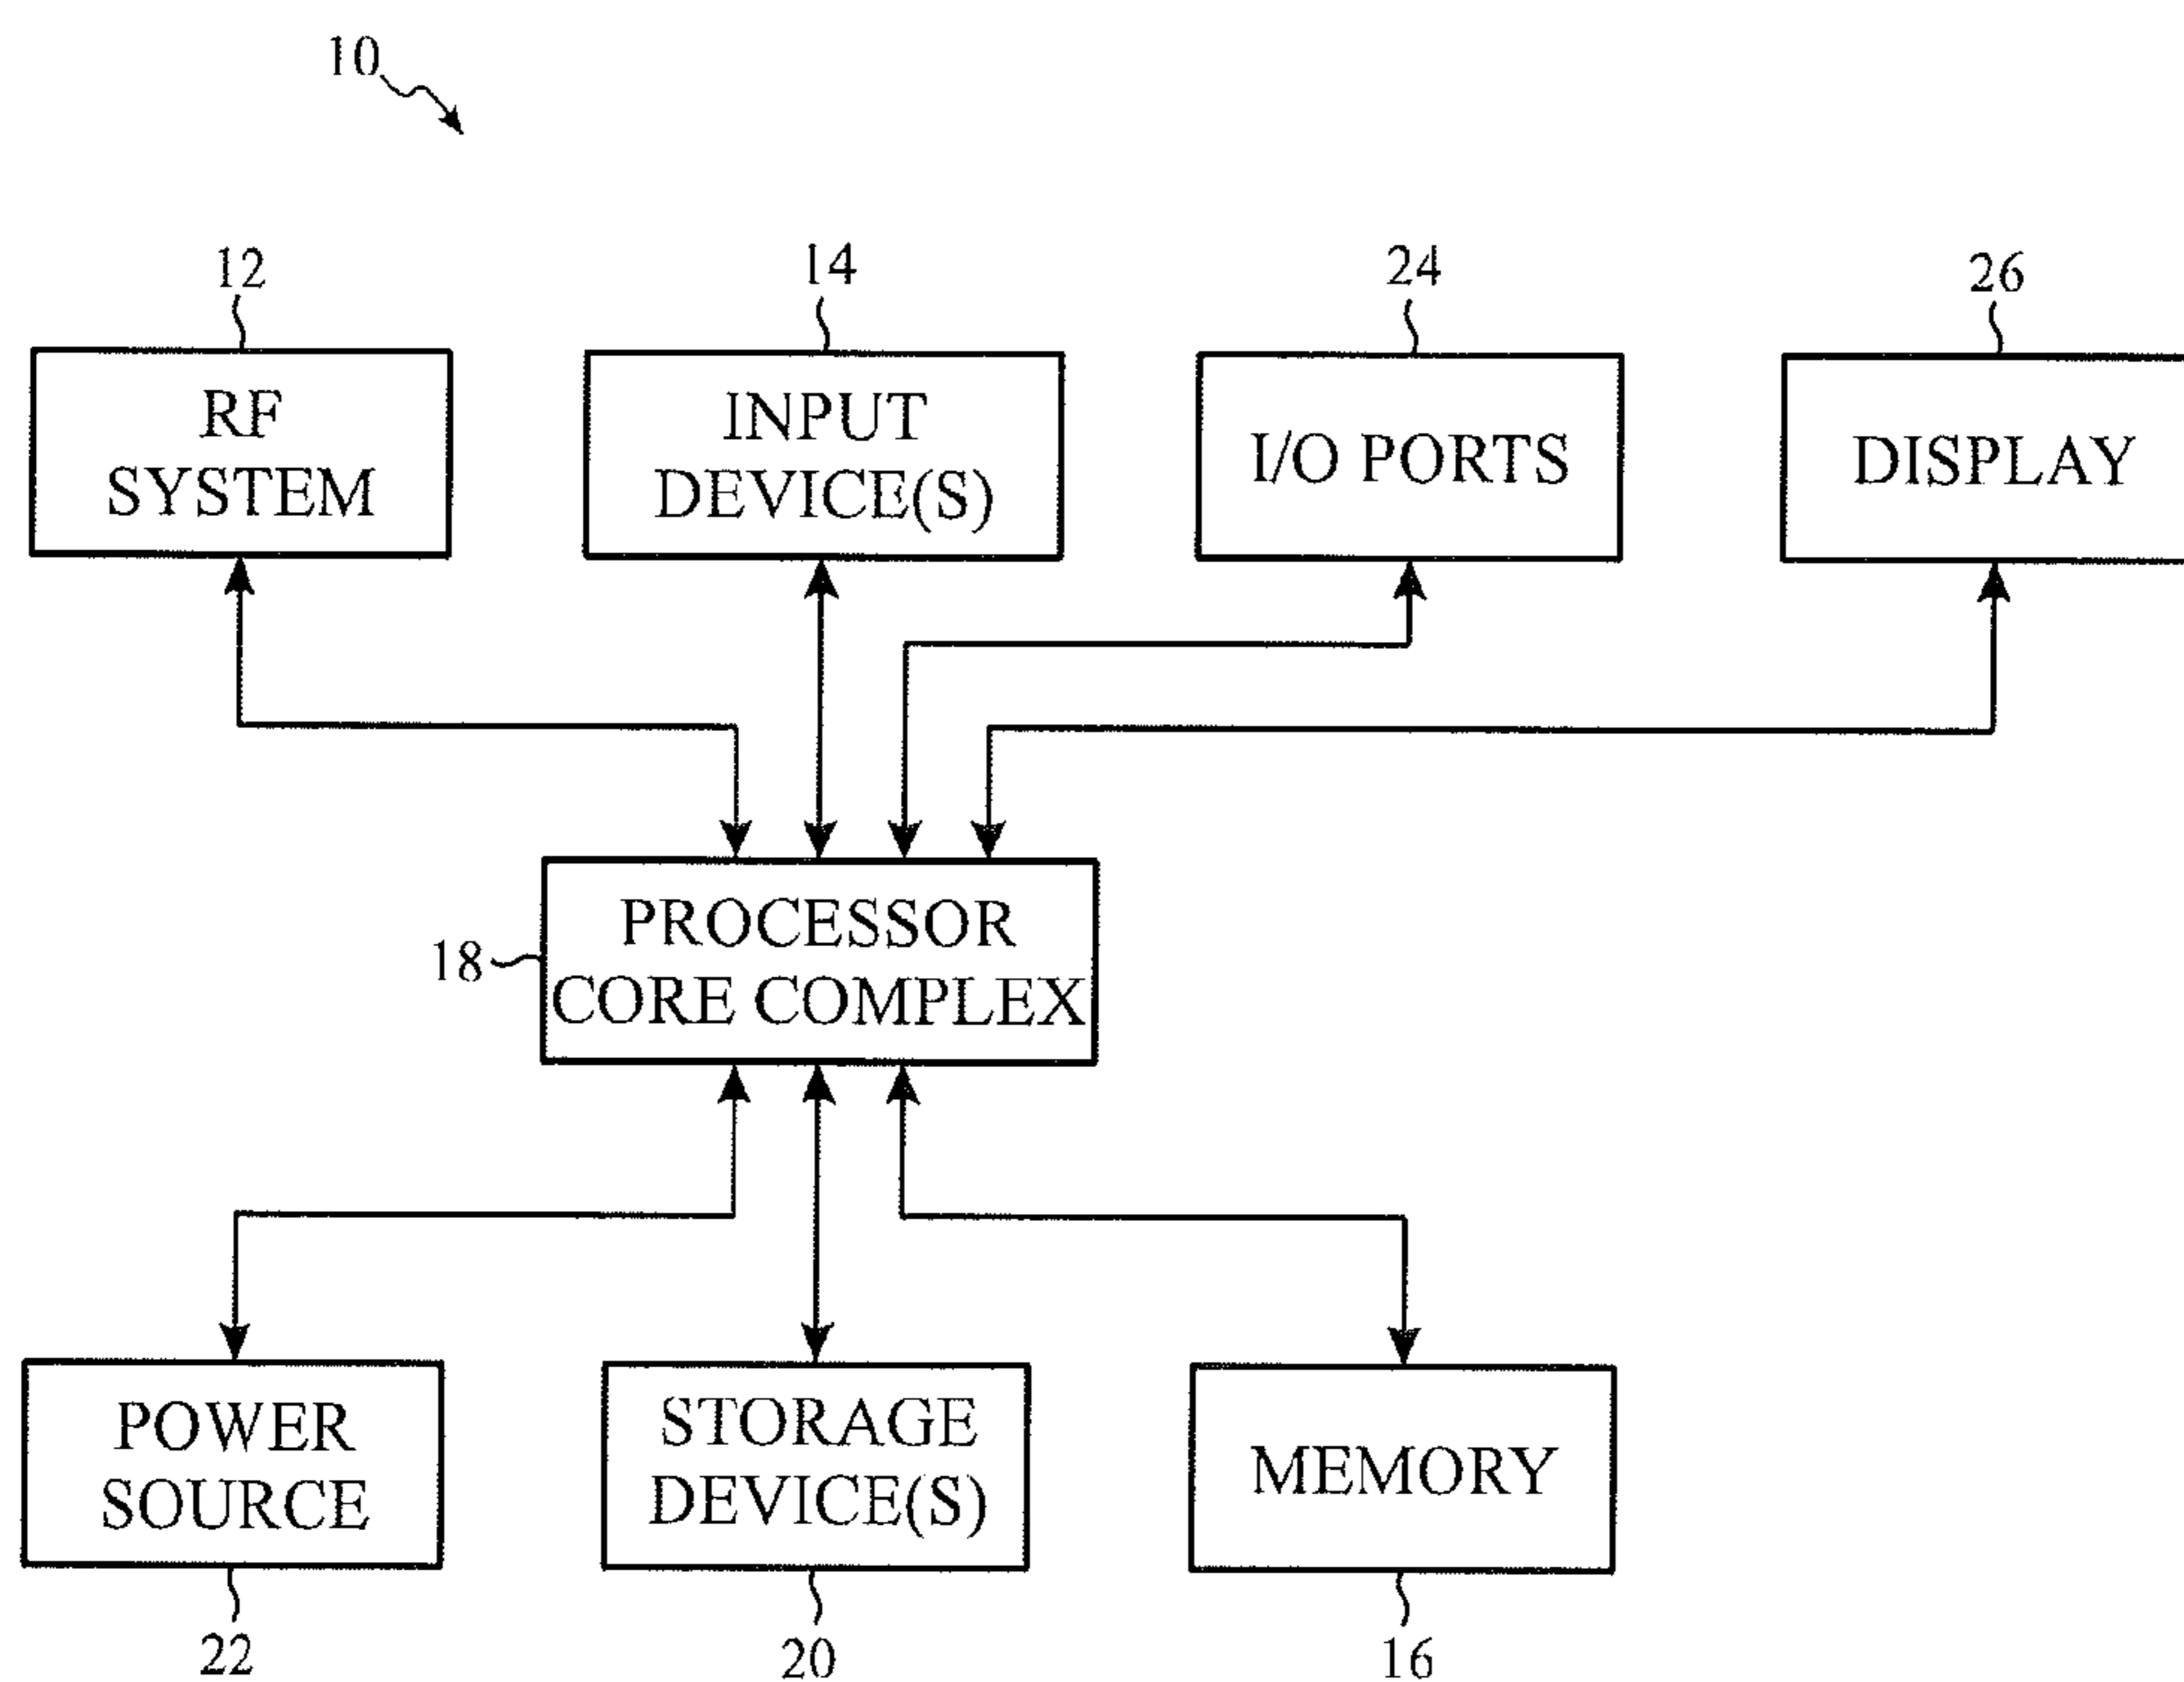 10
12
14
24
26
RF
SYSTEM
INPUT
DEVICE(S)
I/O PORTS
DISPLAY
18
PROCESSOR
CORE COMPLEX
POWER
SOURCE
STORAGE
DEVICE(S)
MEMORY
22
20
16